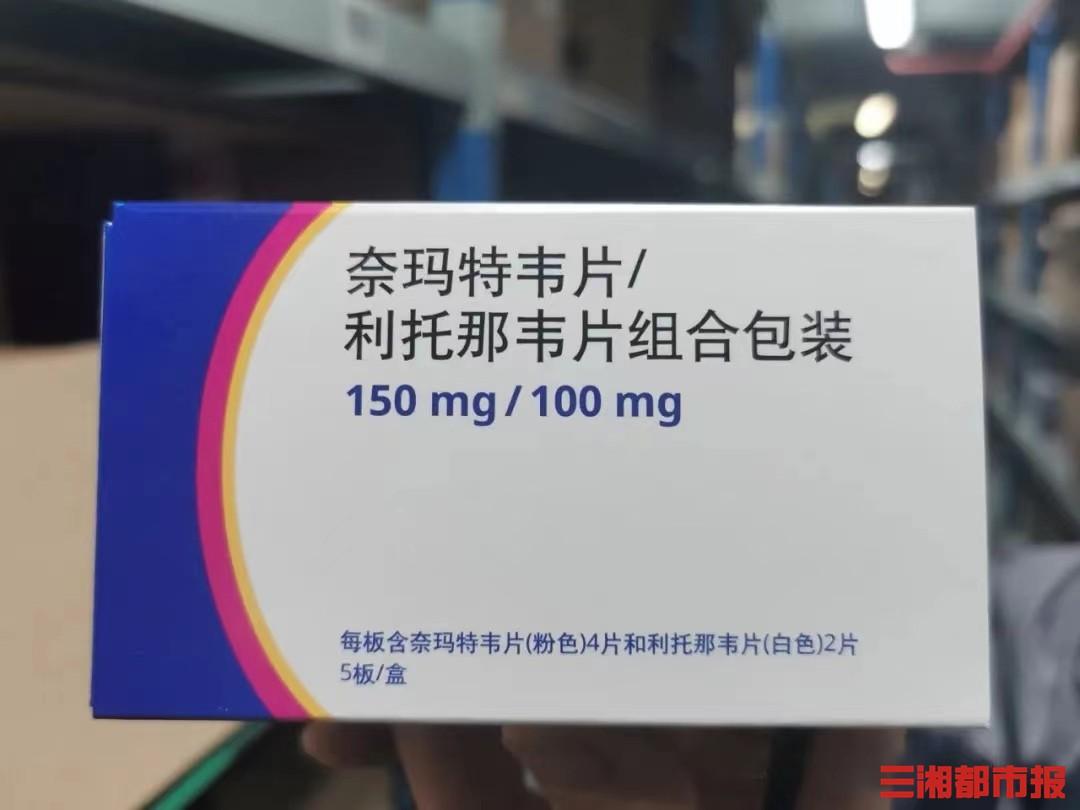 奈玛特韦片/
利托那韦片组合包装
150 mg / 100 mg
每板含奈玛特韦片(粉色)4片和利托那韦片(白色)2片
5板/盒
三湘都市报